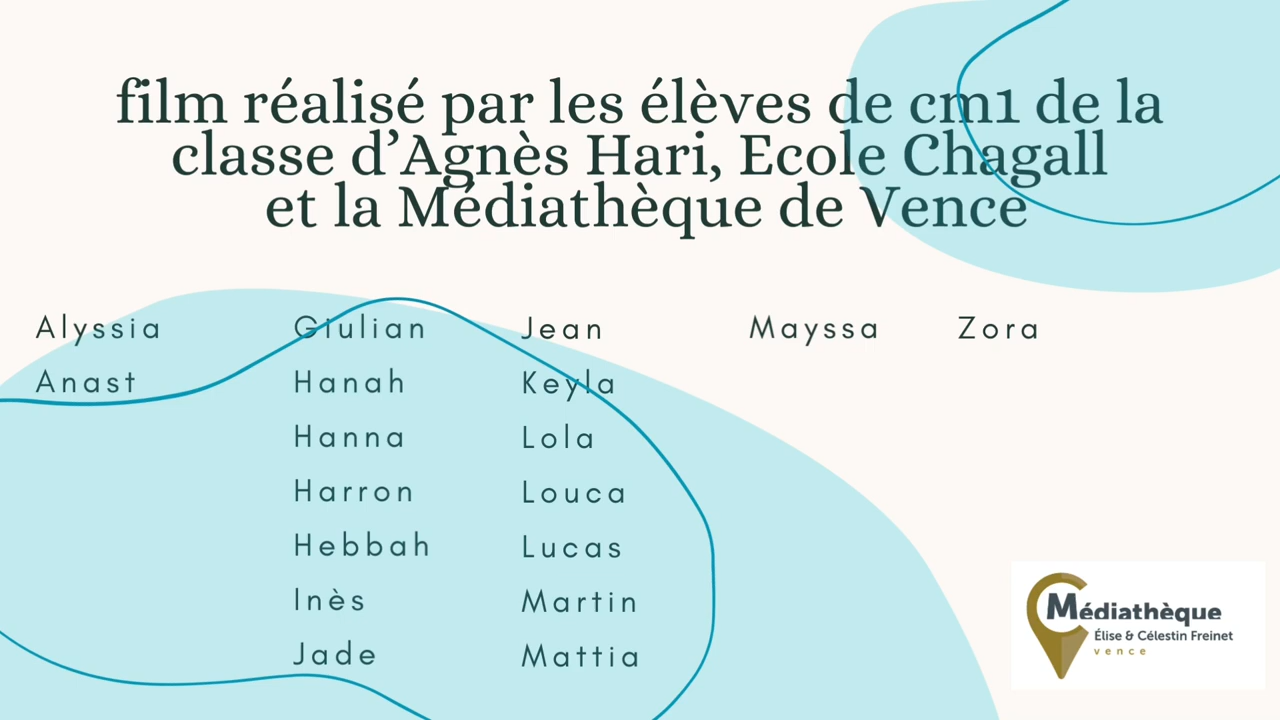 film réalisé par les élèves de cm1 de la
classe d’Agnès Hari, Ecole Chagall
et la Médiathèque de Vence
Alyssia
Anast
Giulian
Hanah
Hanna
Harron
Hebbah
Inès
Jade
Jean
Keyla
Lola
Louca
Lucas
Martin
Mattia
Mayssa
Zora
Médiathèque
Élise & Célestin Freinet
vence